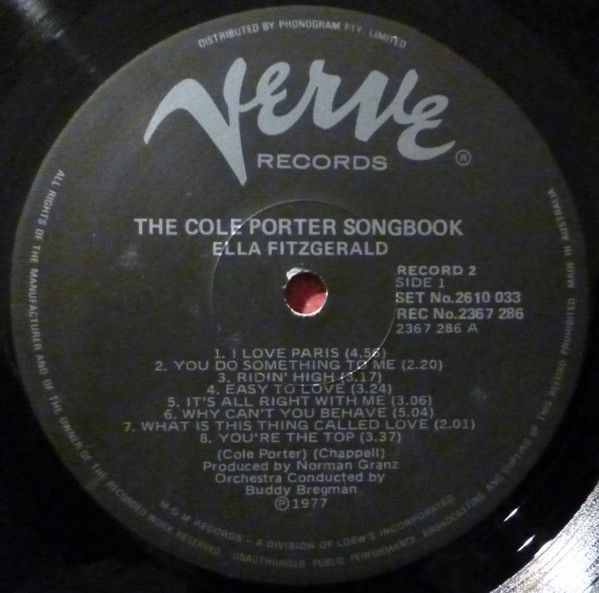 DISTRIBUTED BY PHONOGRAM PTY. LIMITED
Verve
RECORDS ®
THE COLE PORTER SONGBOOK
ELLA FITZGERALD
RECORD 2
SIDE 1
SET No.2610 033
REC No.2367 286
2367 286 A
1. I LOVE PARIS (4.56)
2. YOU DO SOMETHING TO ME (2.20)
3. RIDIN' HIGH (3.17)
4. EASY TO LOVE (3.24)
5. IT'S ALL RIGHT WITH ME (3.06)
6. WHY CAN'T YOU BEHAVE (5.04)
7. WHAT IS THIS THING CALLED LOVE (2.01)
8. YOU'RE THE TOP (3.37)
(Cole Porter) (Chappell)
Produced by Norman Granz
Orchestra Conducted by
Buddy Bregman
℗ 1977
M-G-M RECORDS – A DIVISION OF LOEW'S INCORPORATED
ALL RIGHTS OF THE MANUFACTURER AND OF THE OWNER OF THE RECORDED WORK RESERVED. UNAUTHORISED PUBLIC PERFORMANCE BROADCASTING AND COPYING OF THIS RECORD PROHIBITED MADE IN AUSTRALIA